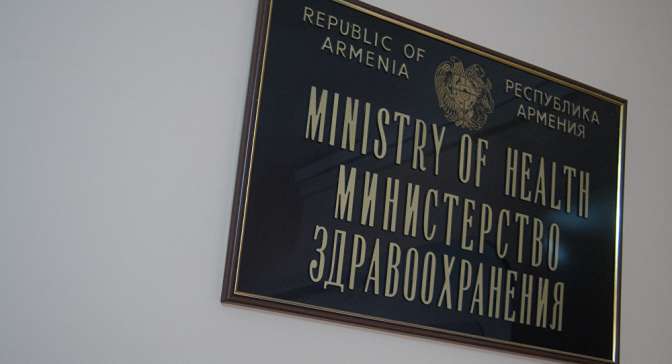 REPUBLIC OF
ARMENIA
РЕСПУБЛИКА
АРМЕНИЯ
MINISTRY OF HEALTH
МИНИСТЕРСТВО
ЗДРАВООХРАНЕНИЯ